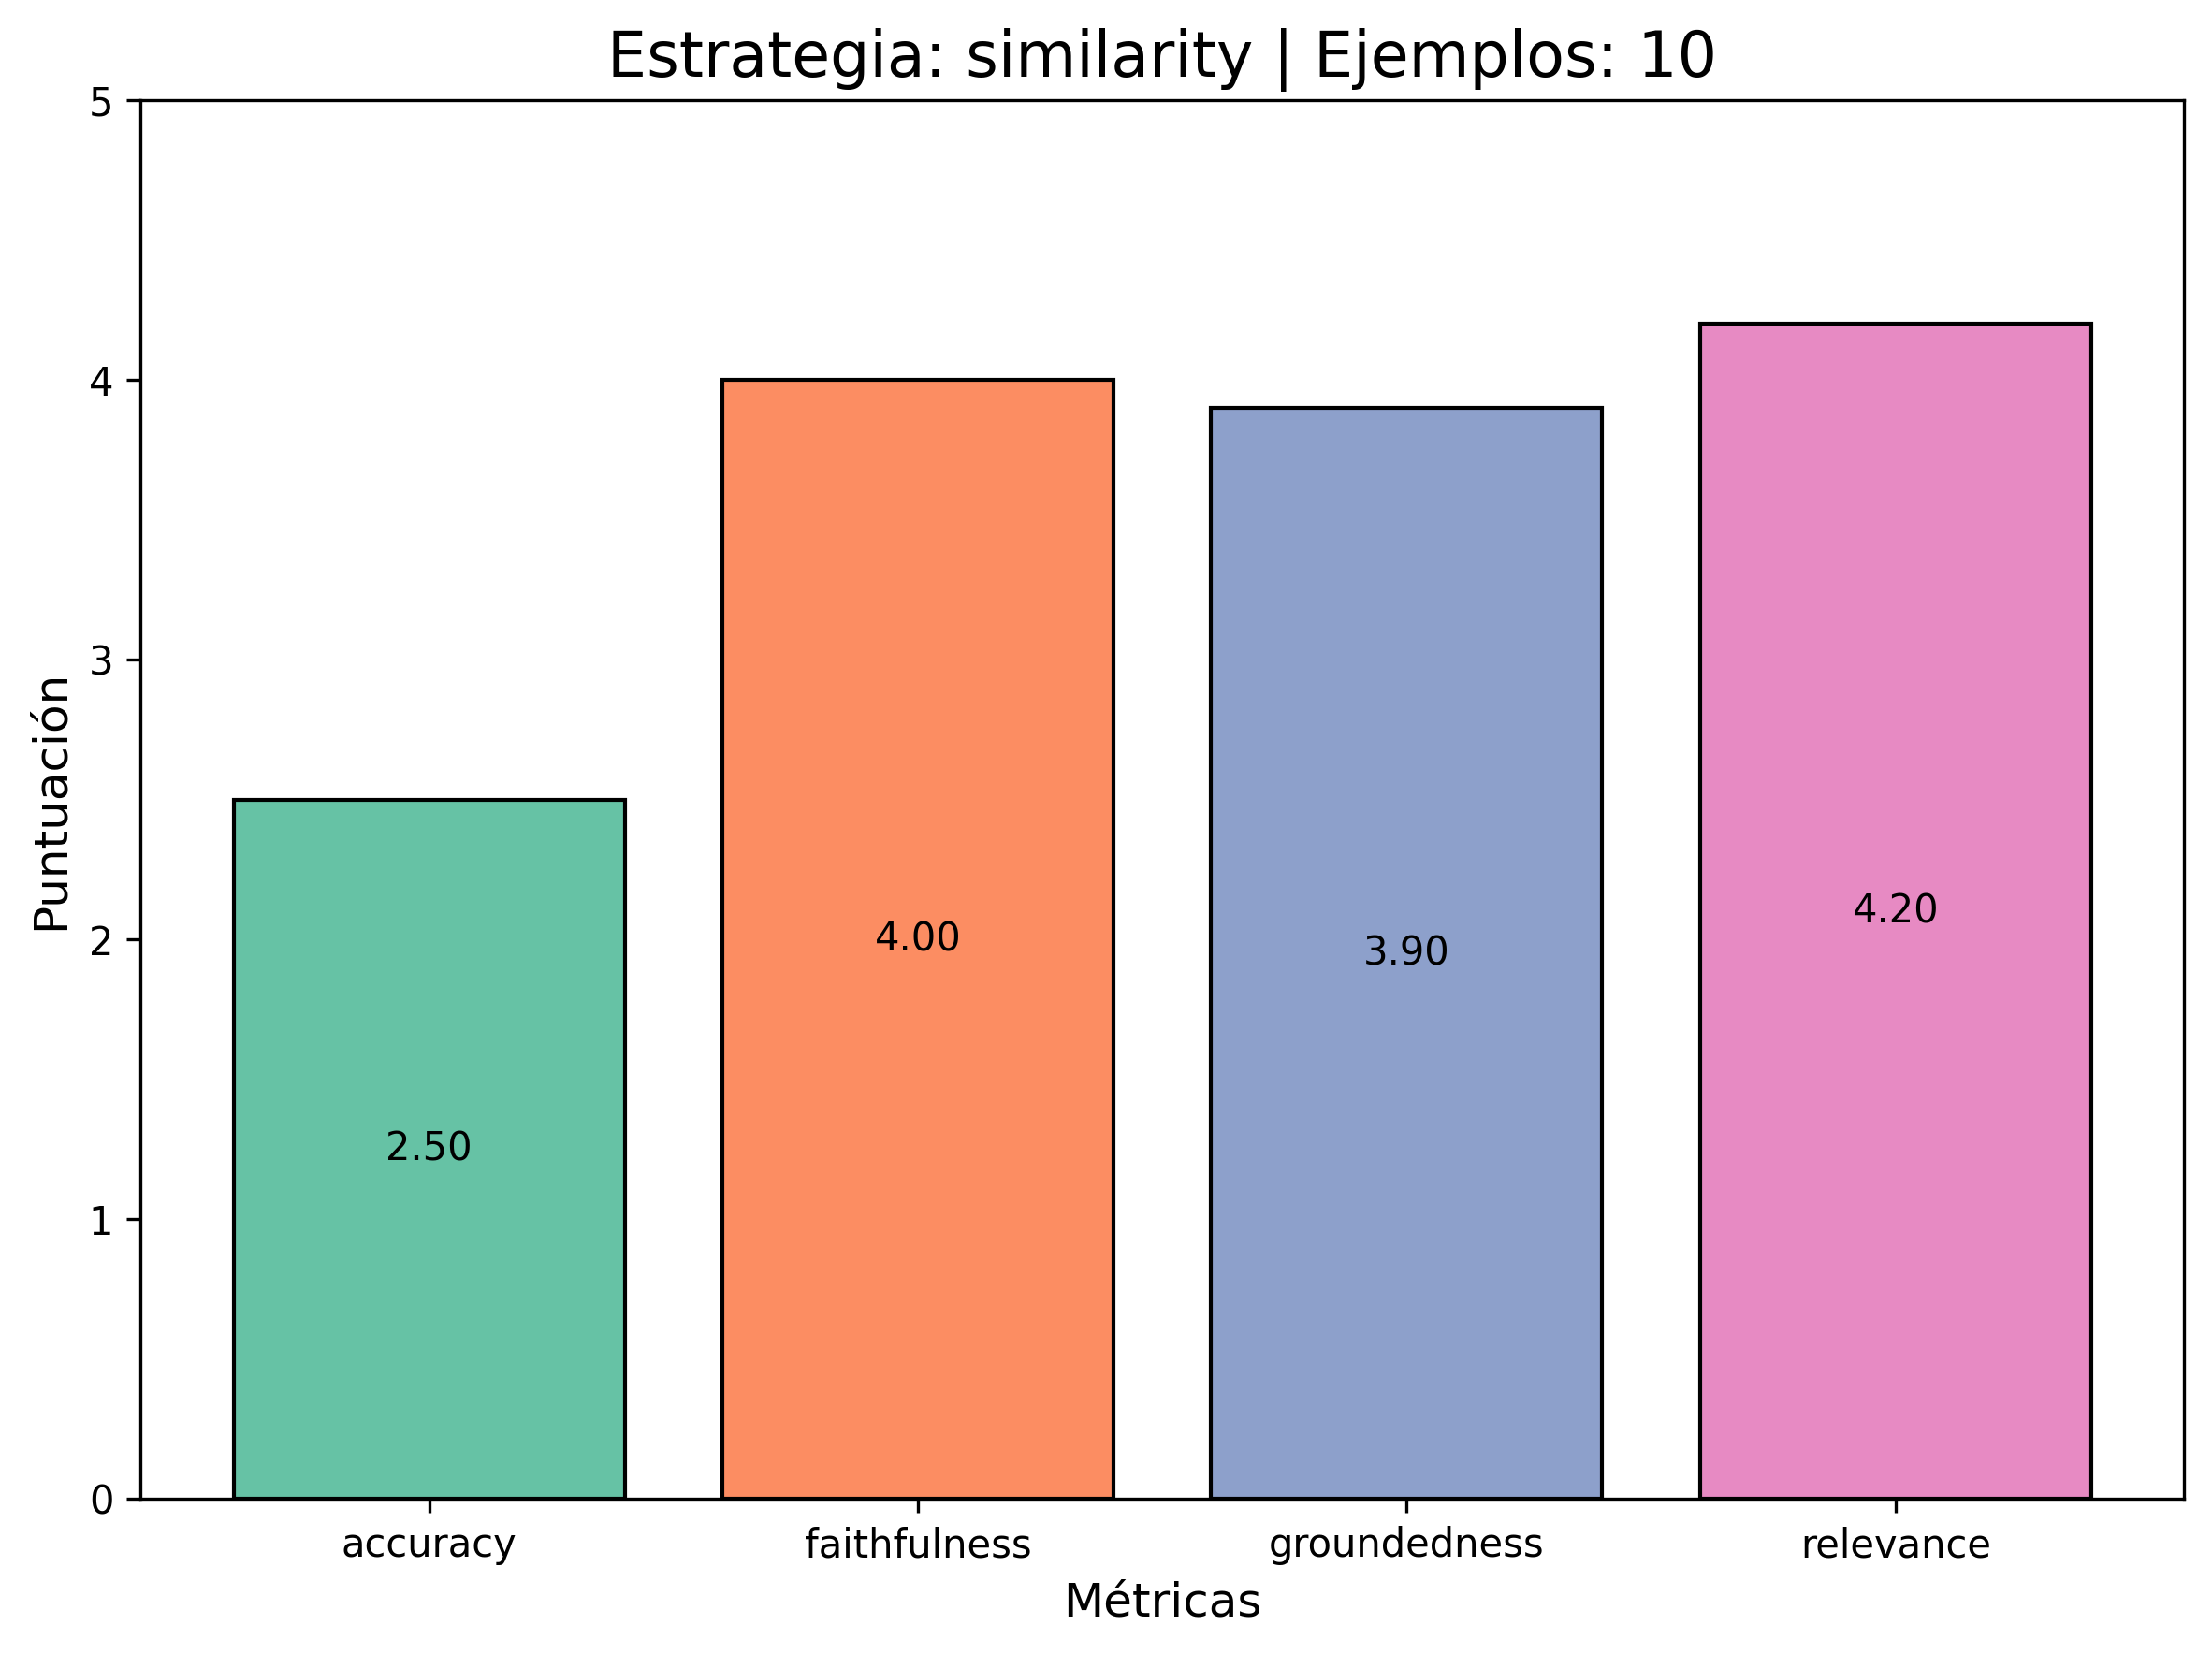 Estrategia: similarity | Ejemplos: 10
5
4
3
2
1
0
Puntuación
2.50
4.00
3.90
4.20
accuracy
faithfulness
groundedness
relevance
Métricas